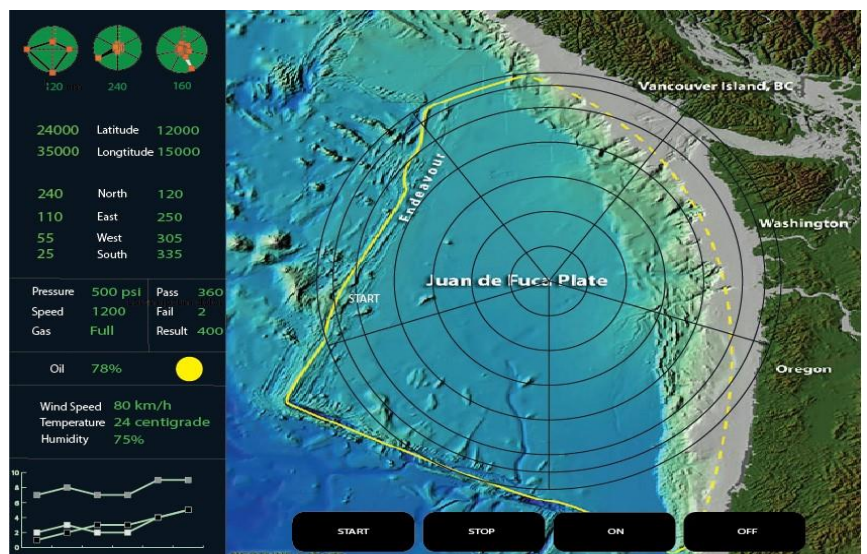 120 240 160
24000 Latitude 12000
35000 Longtitude 15000
240 North 120
110 East 250
55 West 305
25 South 335
Pressure 500 psi Pass 360
Speed 1200 Fail 2
Gas Full Result 400
Oil 78%
Wind Speed 80 km/h
Temperature 24 centigrade
Humidity 75%
10
8
6
4
2
0
Vancouver Island, BC
Endeavout
Washington
Juan de Fuca Plate
START
Oregon
START STOP ON OFF